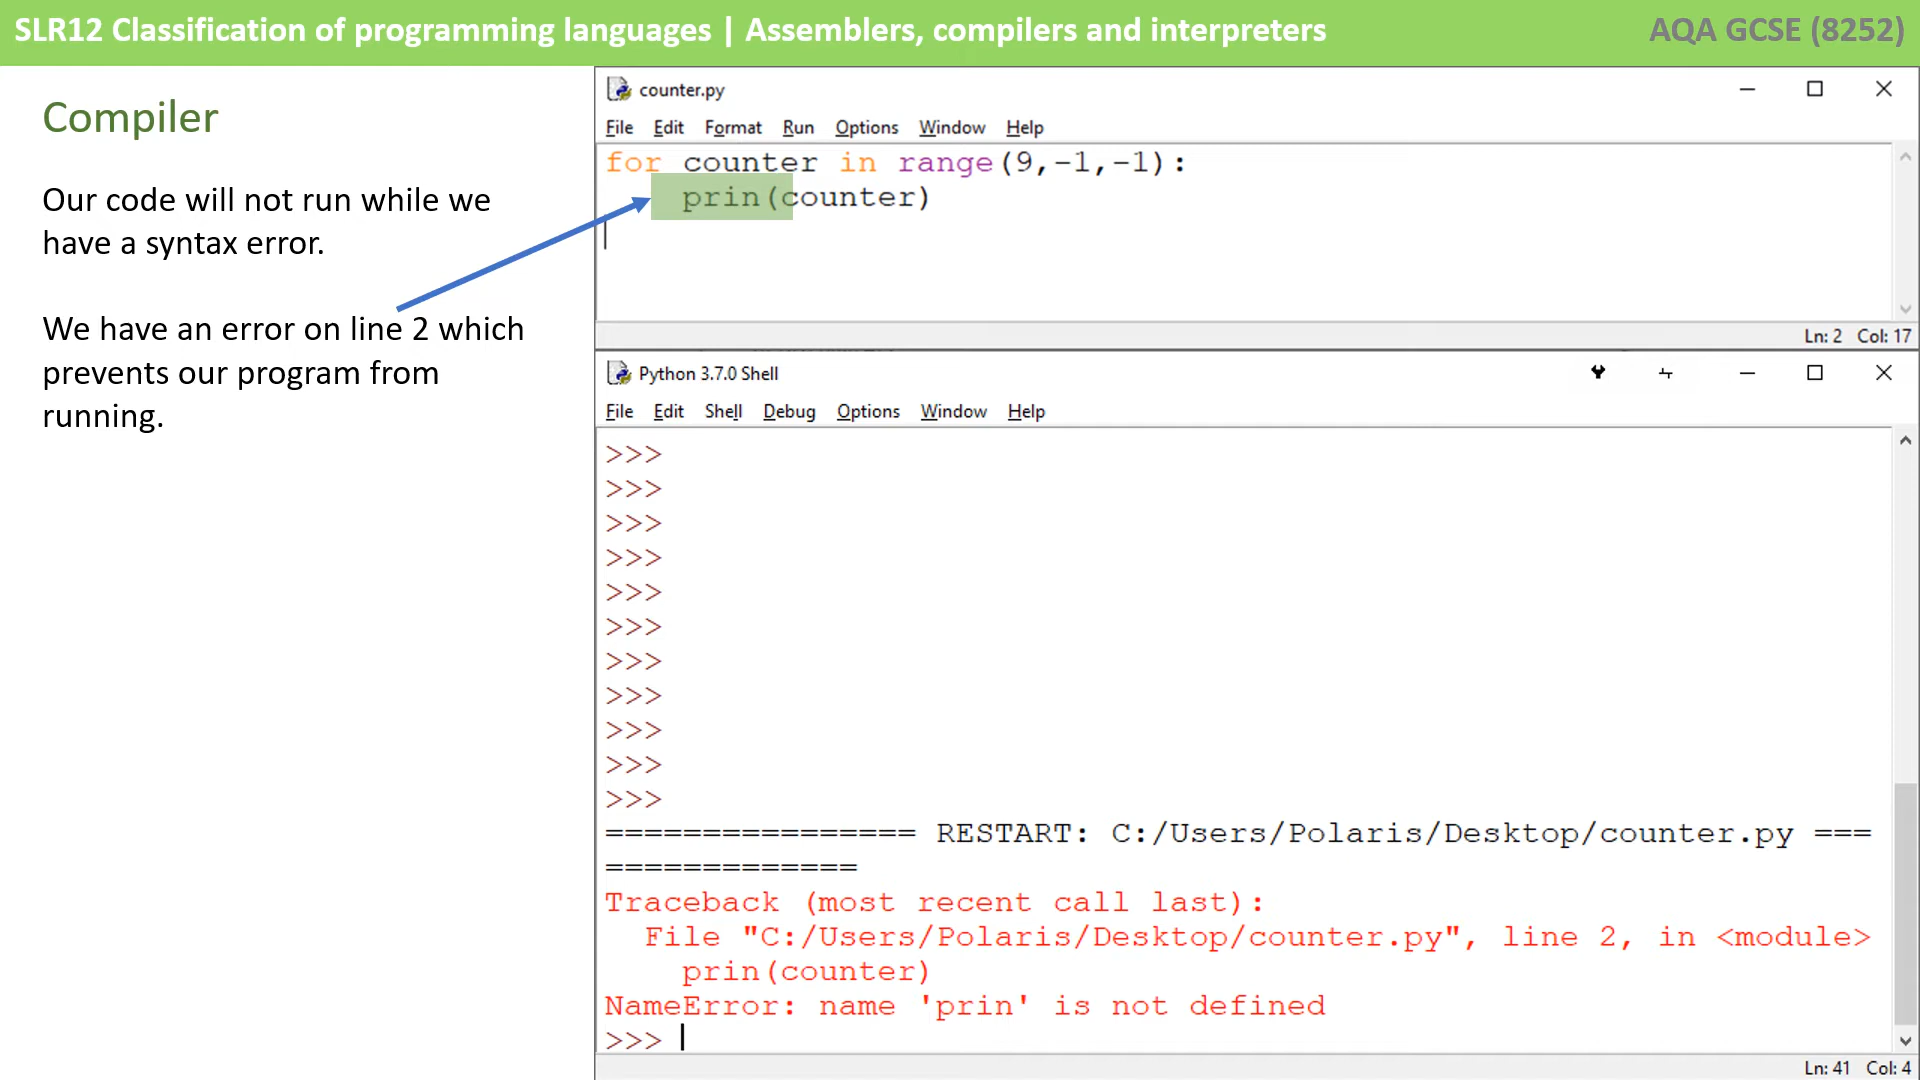 SLR12 Classification of programming languages | Assemblers, compilers and interpreters
AQA GCSE (8252)
Compiler
Our code will not run while we
have a syntax error.
We have an error on line 2 which
prevents our program from
running.
counter.py
File Edit Format Run Options Window Help
for counter in range(9,-1,-1):
    prin(counter)
Ln: 2 Col: 17
Python 3.7.0 Shell
File Edit Shell Debug Options Window Help
>>>
>>>
>>>
>>>
>>>
>>>
>>>
>>>
>>>
>>>
>>>
================ RESTART: C:/Users/Polaris/Desktop/counter.py ===
=============
Traceback (most recent call last):
  File "C:/Users/Polaris/Desktop/counter.py", line 2, in <module>
    prin(counter)
NameError: name 'prin' is not defined
>>>
Ln: 41 Col: 4